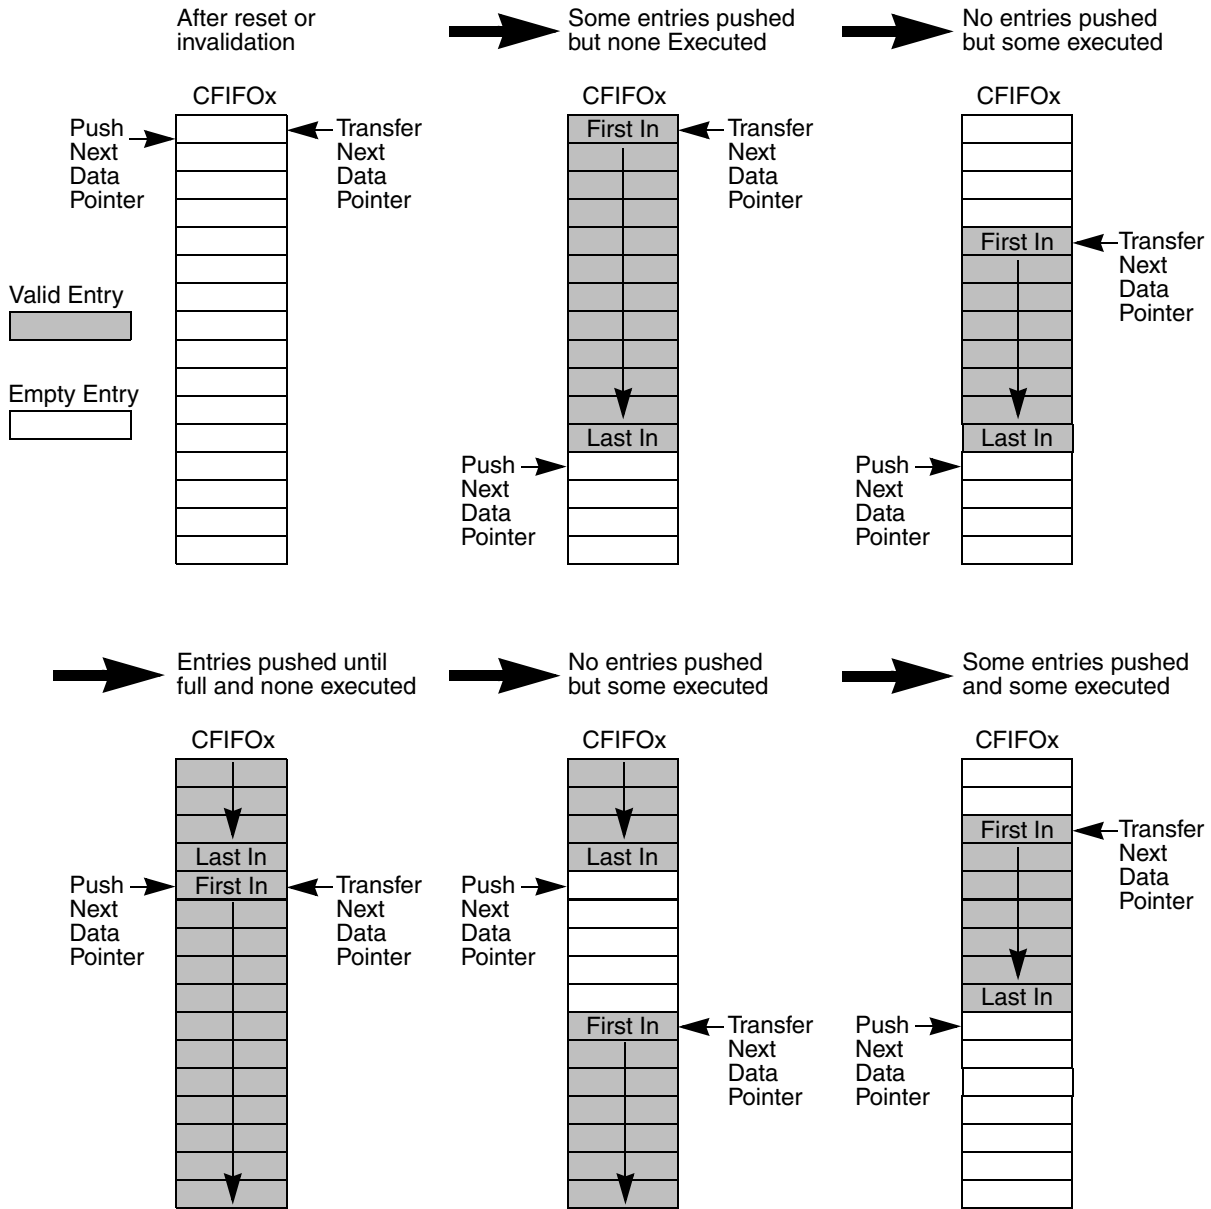 After reset or
invalidation
Some entries pushed
but none Executed
No entries pushed
but some executed
CFIFOx
CFIFOx
CFIFOx
Push
Next
Data
Pointer
Transfer
Next
Data
Pointer
First In
Transfer
Next
Data
Pointer
First In
Transfer
Next
Data
Pointer
Valid Entry
Empty Entry
Last In
Push
Next
Data
Pointer
Last In
Push
Next
Data
Pointer
Entries pushed until
full and none executed
No entries pushed
but some executed
Some entries pushed
and some executed
CFIFOx
CFIFOx
CFIFOx
Last In
First In
Push
Next
Data
Pointer
Transfer
Next
Data
Pointer
Last In
Push
Next
Data
Pointer
First In
Transfer
Next
Data
Pointer
First In
Transfer
Next
Data
Pointer
Last In
Push
Next
Data
Pointer